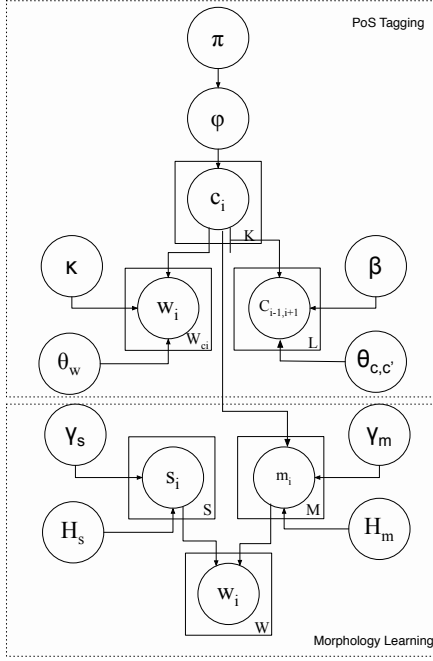 PoS Tagging
π
φ
c_i
K
κ
w_i
W_ci
C_i-1,i+1
L
β
θ_w
θ_c,c'
γ_s
s_i
S
m_i
M
γ_m
H_s
H_m
w_i
W
Morphology Learning